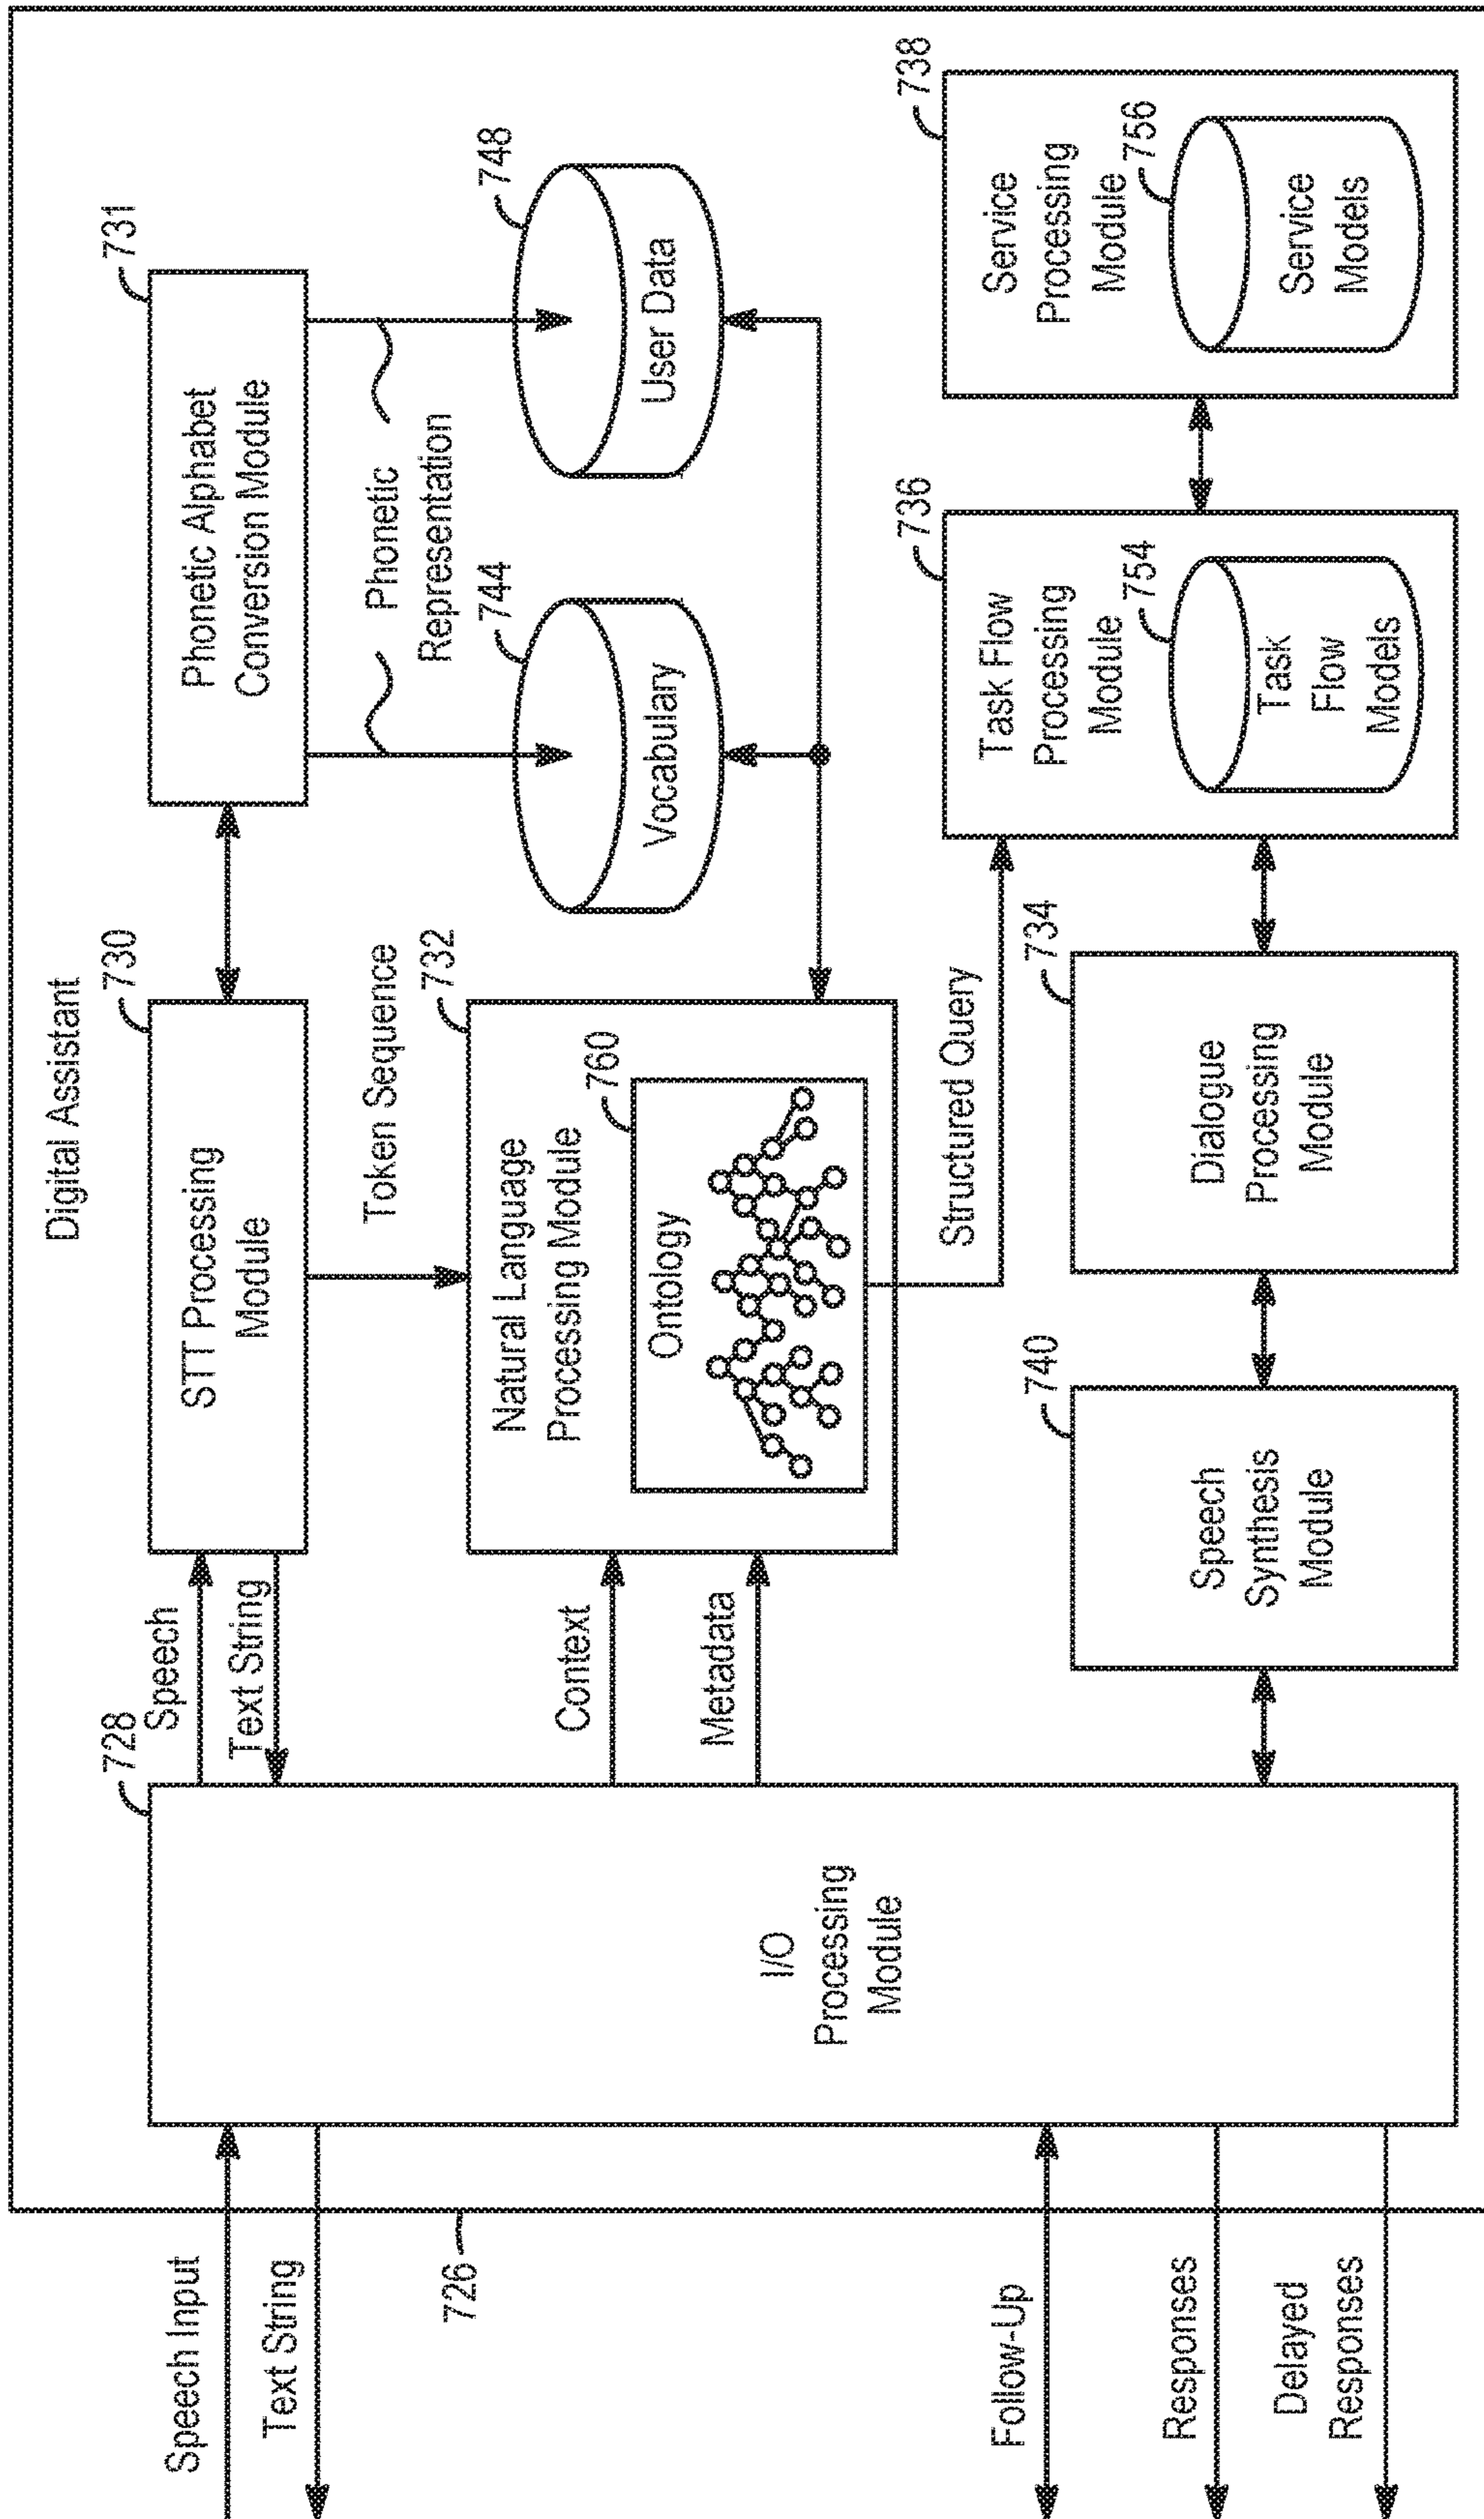 Digital Assistant
Speech Input
Text String
726
728
I/O
Processing
Module
Speech
Text String
730
STT Processing
Module
731
Phonetic Alphabet
Conversion Module
Token Sequence
Phonetic
Representation
Context
Metadata
732
Natural Language
Processing Module
760
Ontology
744
Vocabulary
748
User Data
Structured Query
Follow-Up
Responses
Delayed
Responses
740
Speech
Synthesis
Module
734
Dialogue
Processing
Module
736
Task Flow
Processing
Module
754
Task
Flow
Models
738
Service
Processing
Module
756
Service
Models